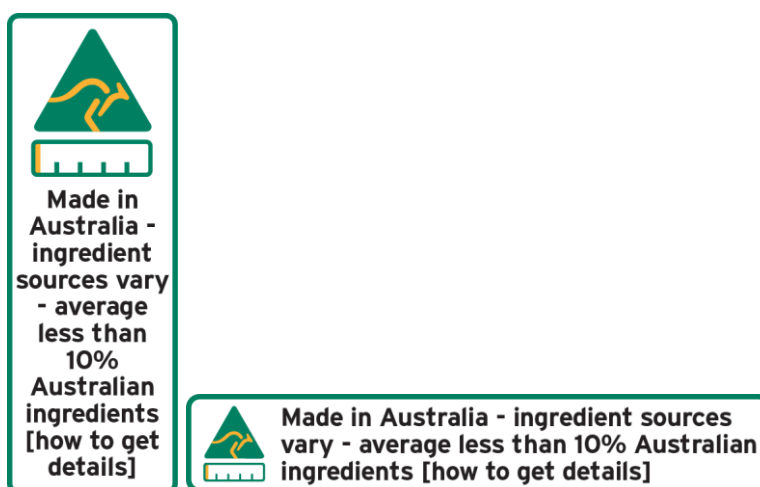 Made in
Australia -
ingredient
sources vary
- average
less than
10%
Australian
ingredients
[how to get
details]
Made in Australia - ingredient sources
vary - average less than 10% Australian
ingredients [how to get details]